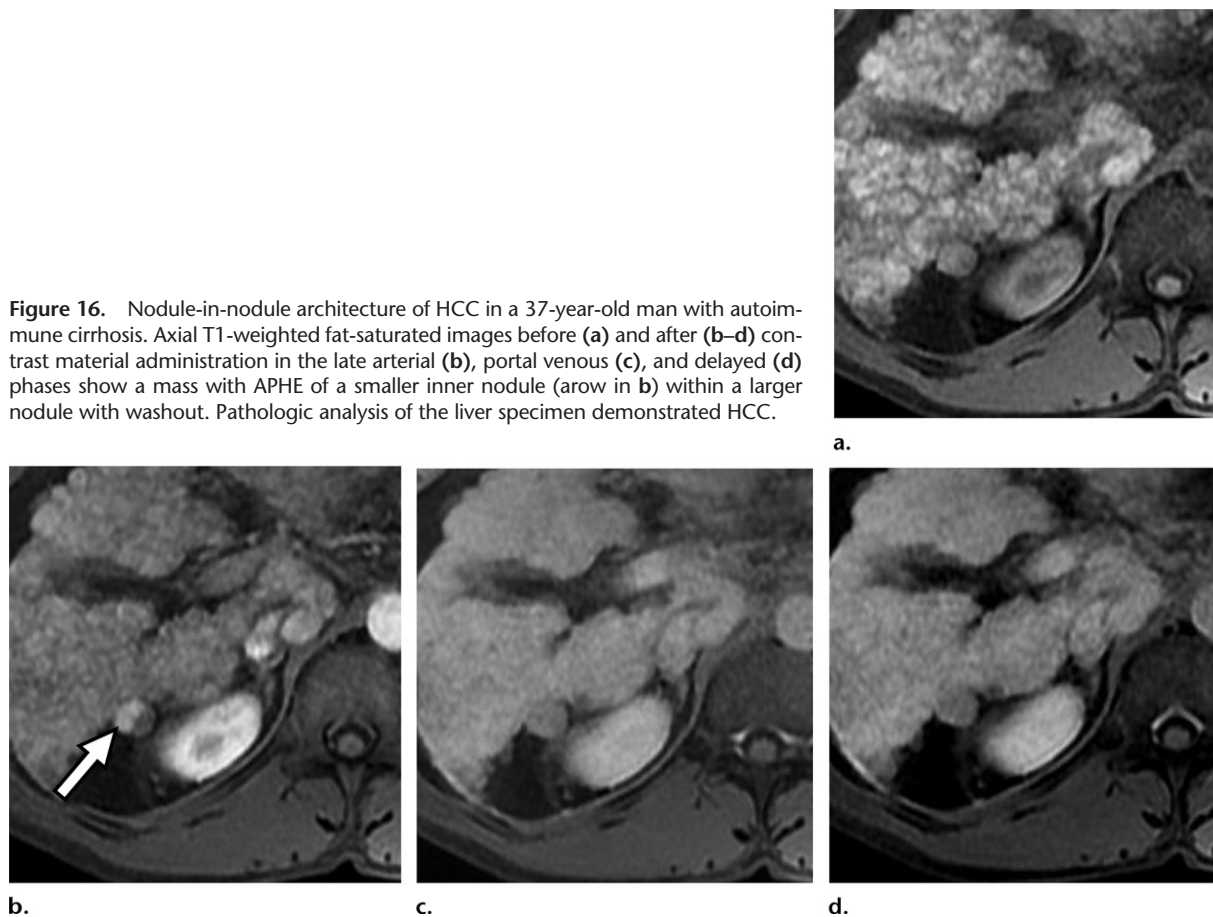 Figure 16. Nodule-in-nodule architecture of HCC in a 37-year-old man with autoim-
mune cirrhosis. Axial T1-weighted fat-saturated images before (a) and after (b–d) con-
trast material administration in the late arterial (b), portal venous (c), and delayed (d)
phases show a mass with APHE of a smaller inner nodule (arow in b) within a larger
nodule with washout. Pathologic analysis of the liver specimen demonstrated HCC.
a.
b.
c.
d.